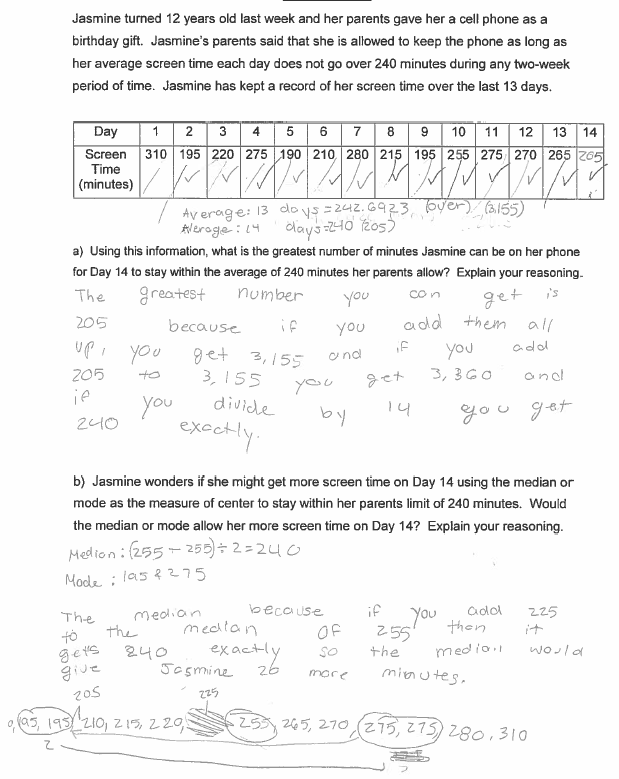 Jasmine turned 12 years old last week and her parents gave her a cell phone as a
birthday gift. Jasmine's parents said that she is allowed to keep the phone as long as
her average screen time each day does not go over 240 minutes during any two-week
period of time. Jasmine has kept a record of her screen time over the last 13 days.
Day 1 2 3 4 5 6 7 8 9 10 11 12 13 14
Screen Time (minutes) 310 195 220 275 190 210 280 215 195 255 275 270 265 205
Average: 13 days = 242.6923 (over) (3,155)
Average: 14 days = 240 (205)
a) Using this information, what is the greatest number of minutes Jasmine can be on her phone
for Day 14 to stay within the average of 240 minutes her parents allow? Explain your reasoning.
The greatest number you can get is
205 because if you add them all
up, you get 3,155 and if you add
205 to 3,155 you get 3,360 and
if you divide by 14 you get
240 exactly.
b) Jasmine wonders if she might get more screen time on Day 14 using the median or
mode as the measure of center to stay within her parents limit of 240 minutes. Would
the median or mode allow her more screen time on Day 14? Explain your reasoning.
Median: (255 - 255) ÷ 2 = 240
Mode: 195 & 275
The median because if you add 225
to the median of 255 then it
gets 240 exactly so the median would
give Jasmine 20 more minutes.
205 225
195, 195, 210, 215, 220, 255, 265, 270, 275, 275, 280, 310
2